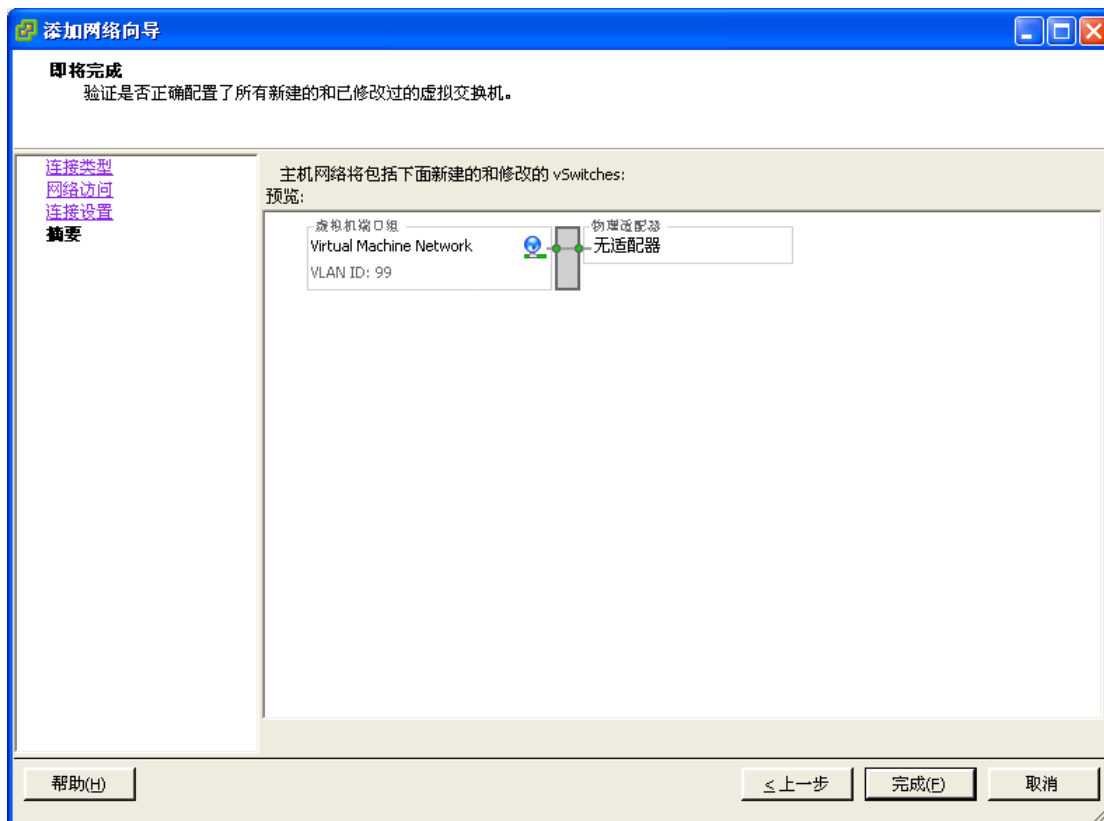 添加网络向导
即将完成
验证是否正确配置了所有新建的和已修改过的虚拟交换机。
连接类型
网络访问
连接设置
摘要
主机网络将包括下面新建的和修改的 vSwitches:
预览:
虚拟机端口组
Virtual Machine Network
VLAN ID: 99
物理适配器
无适配器
帮助(H)
≤上一步
完成(F)
取消